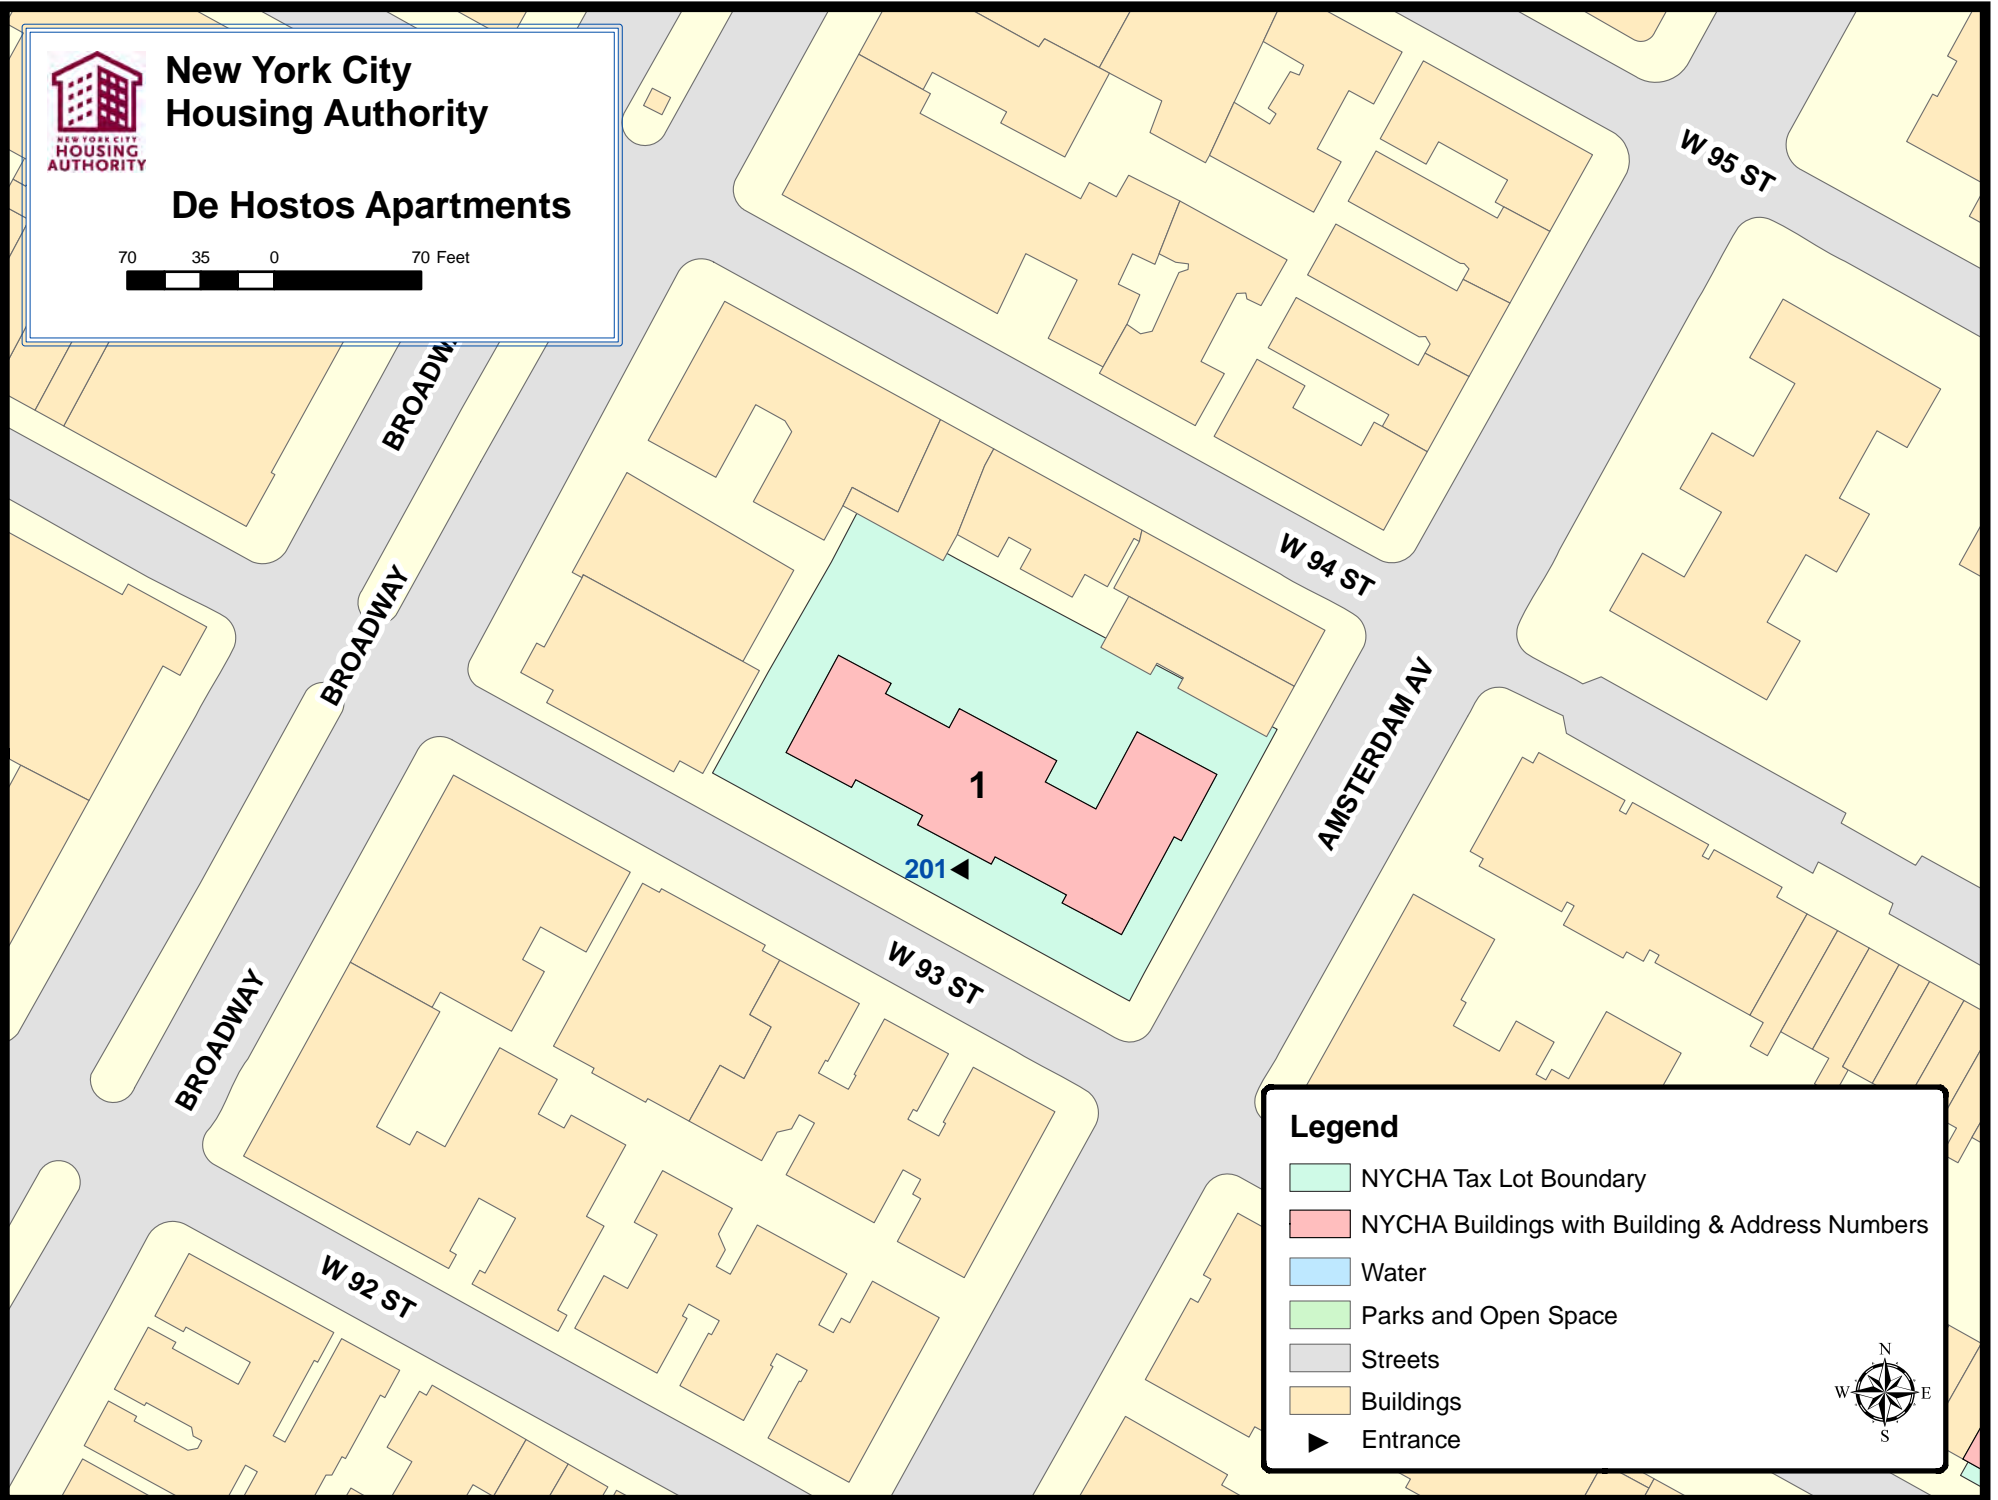 New York City
Housing Authority
NEW YORK CITY
HOUSING
AUTHORITY
De Hostos Apartments
70 35 0 70 Feet
W 95 ST
BROADW
W 94 ST
BROADWAY
AMSTERDAM AV
1
201
W 93 ST
BROADWAY
W 92 ST
Legend
NYCHA Tax Lot Boundary
NYCHA Buildings with Building & Address Numbers
Water
Parks and Open Space
Streets
Buildings
Entrance
N
W E
S